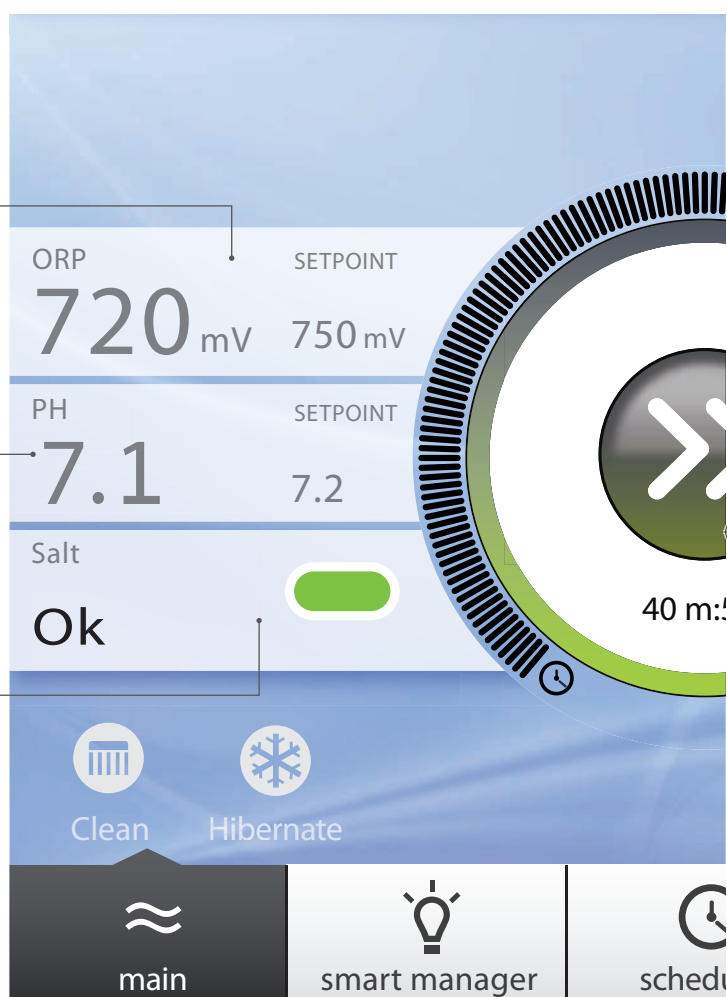 ORP
SETPOINT
720 mV
750 mV
PH
SETPOINT
7.1
7.2
Salt
Ok
40 m:
Clean
Hibernate
main
smart manager